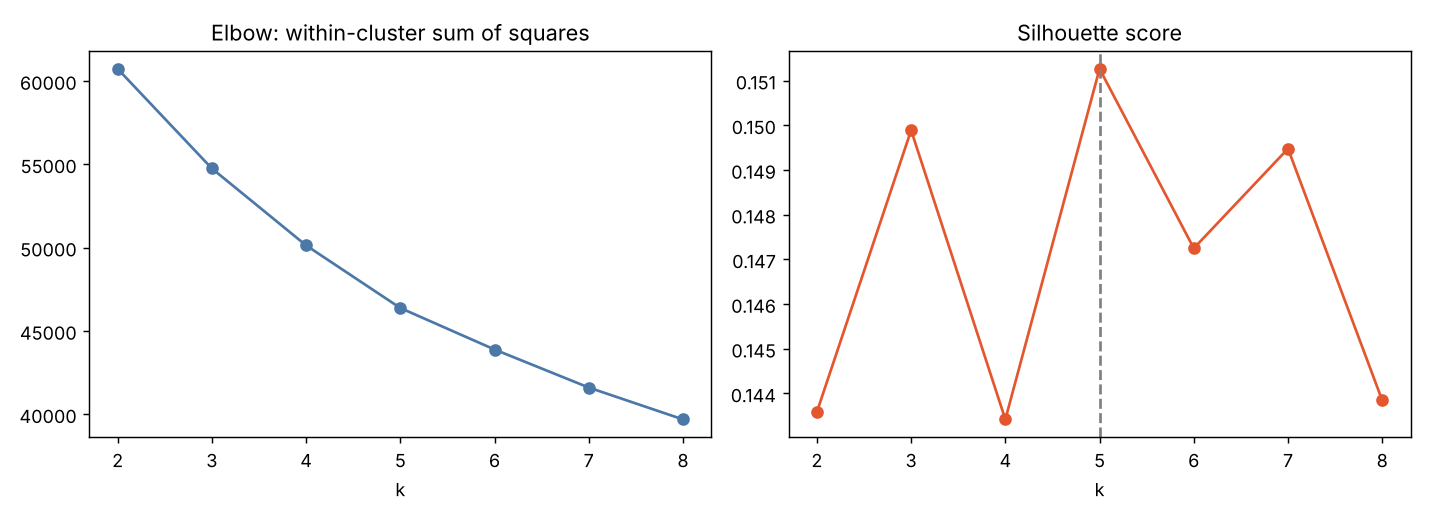 Elbow: within-cluster sum of squares
60000
55000
50000
45000
40000
2 3 4 5 6 7 8
k
Silhouette score
0.151
0.150
0.149
0.148
0.147
0.146
0.145
0.144
2 3 4 5 6 7 8
k